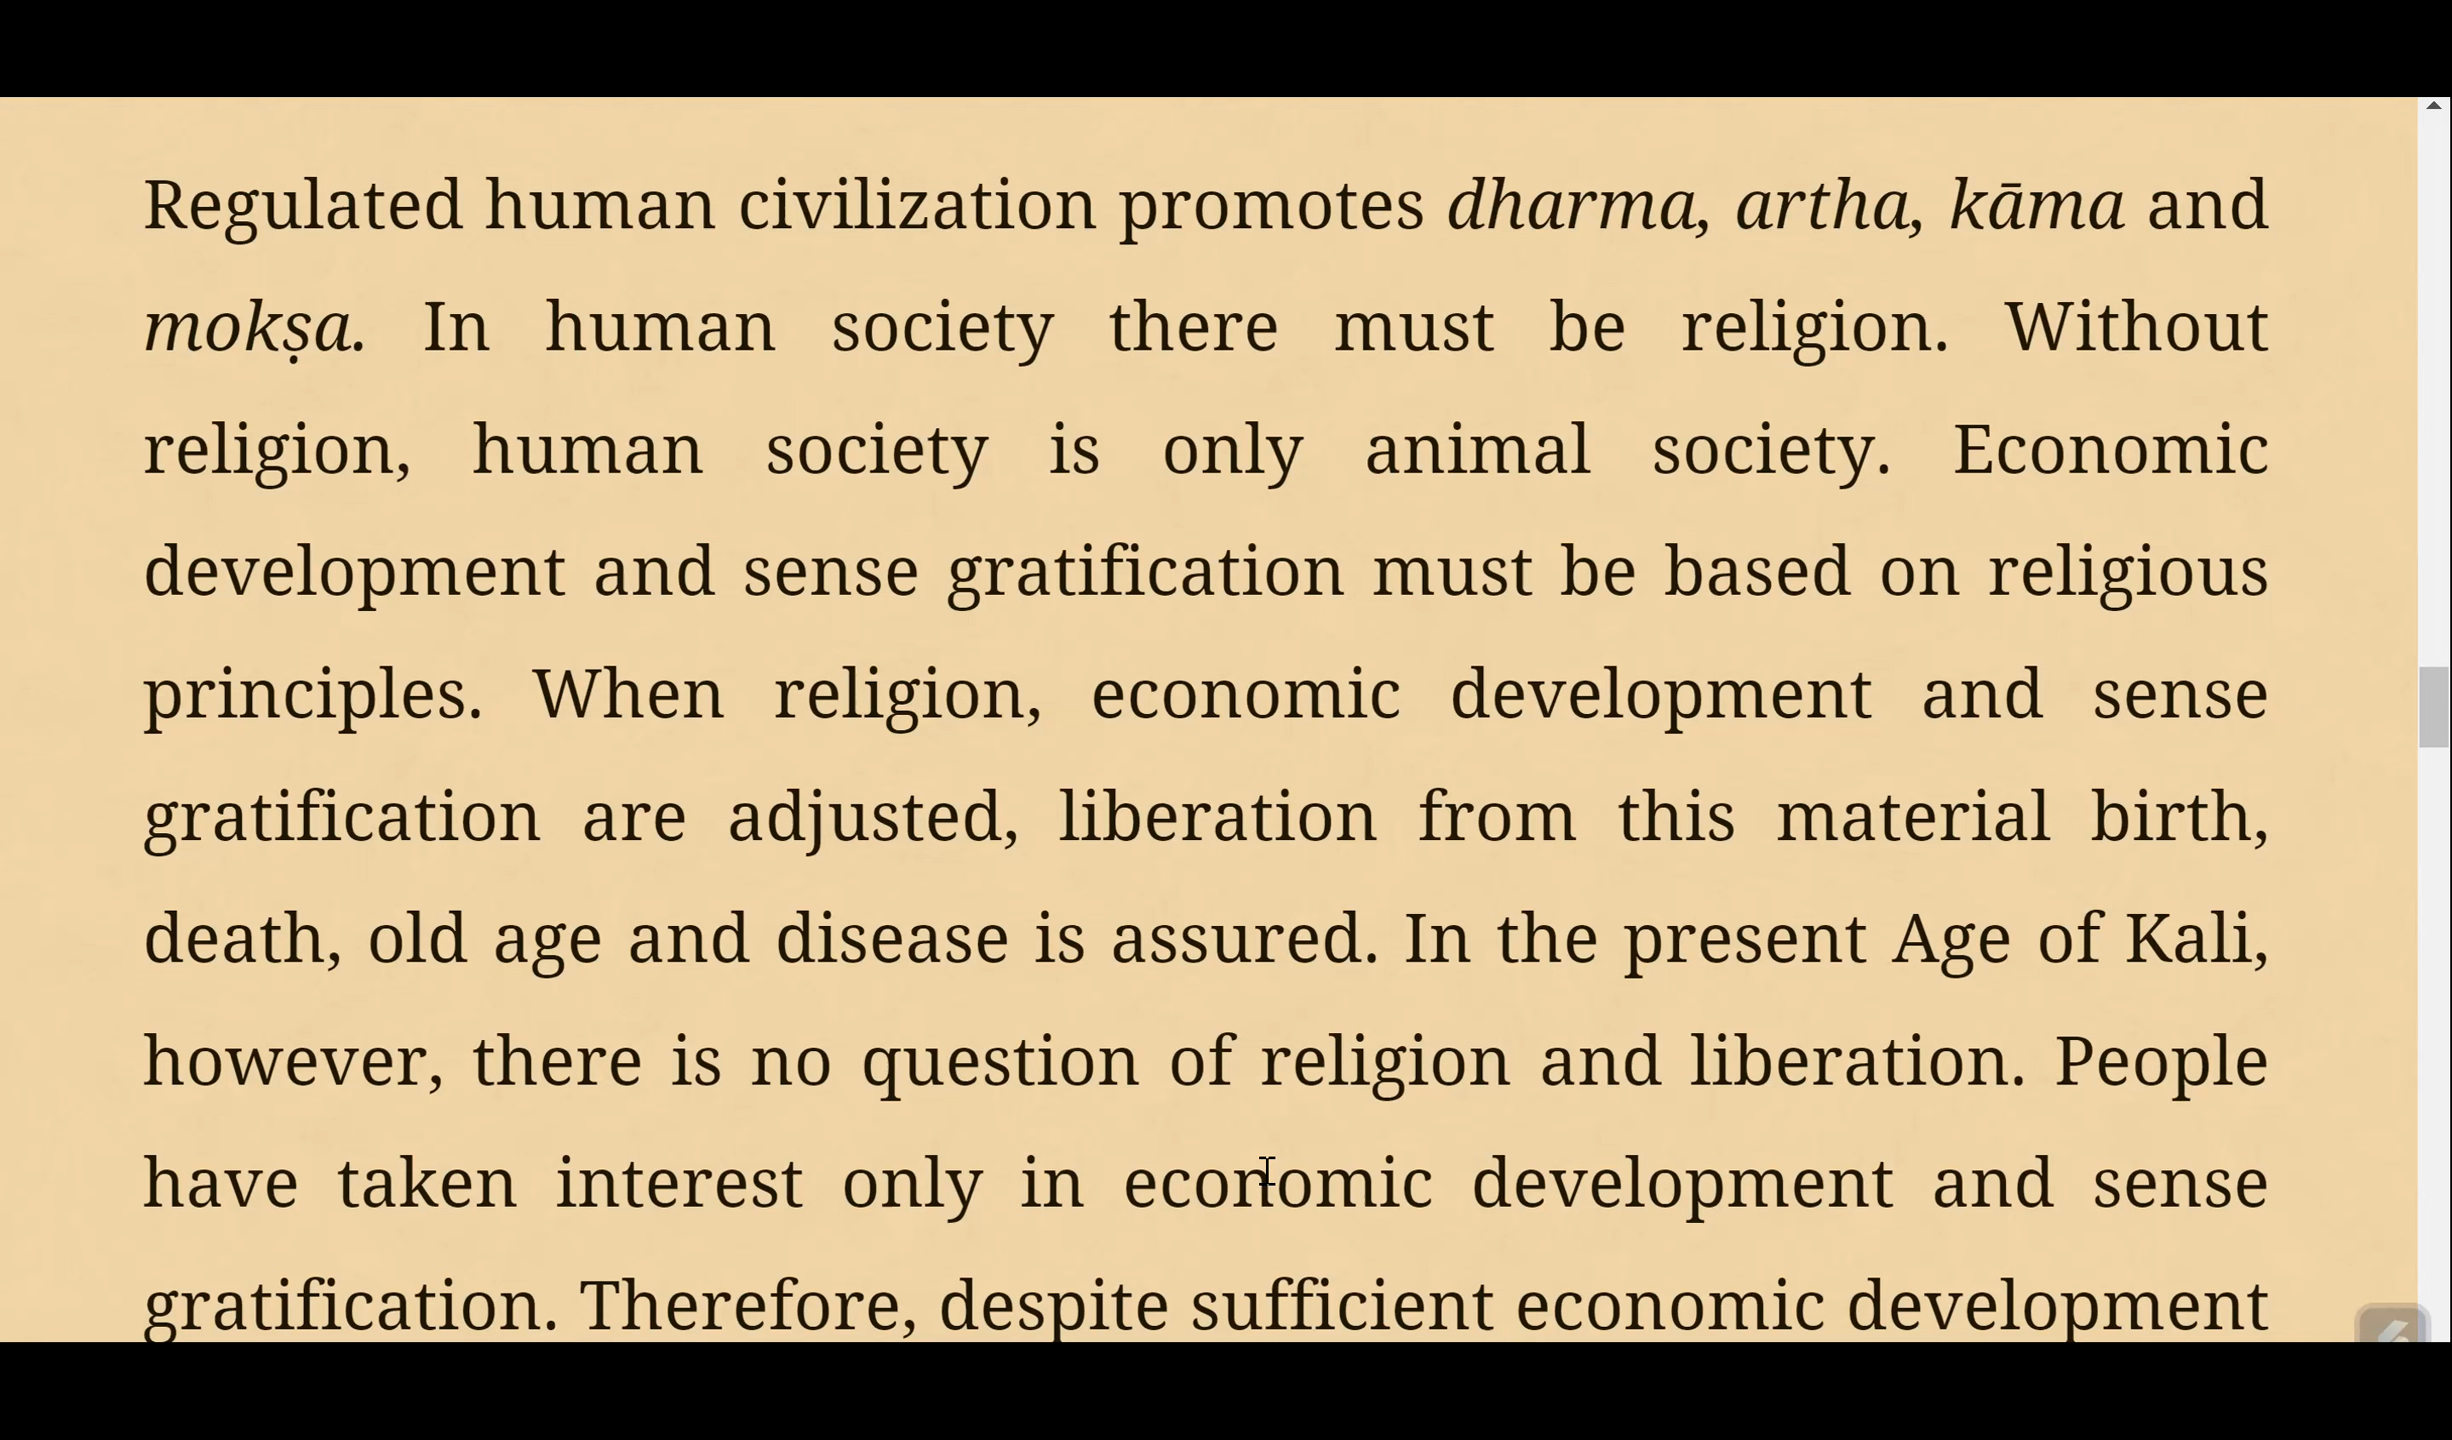 Regulated human civilization promotes dharma, artha, kāma and
mokṣa. In human society there must be religion. Without
religion, human society is only animal society. Economic
development and sense gratification must be based on religious
principles. When religion, economic development and sense
gratification are adjusted, liberation from this material birth,
death, old age and disease is assured. In the present Age of Kali,
however, there is no question of religion and liberation. People
have taken interest only in economic development and sense
gratification. Therefore, despite sufficient economic development